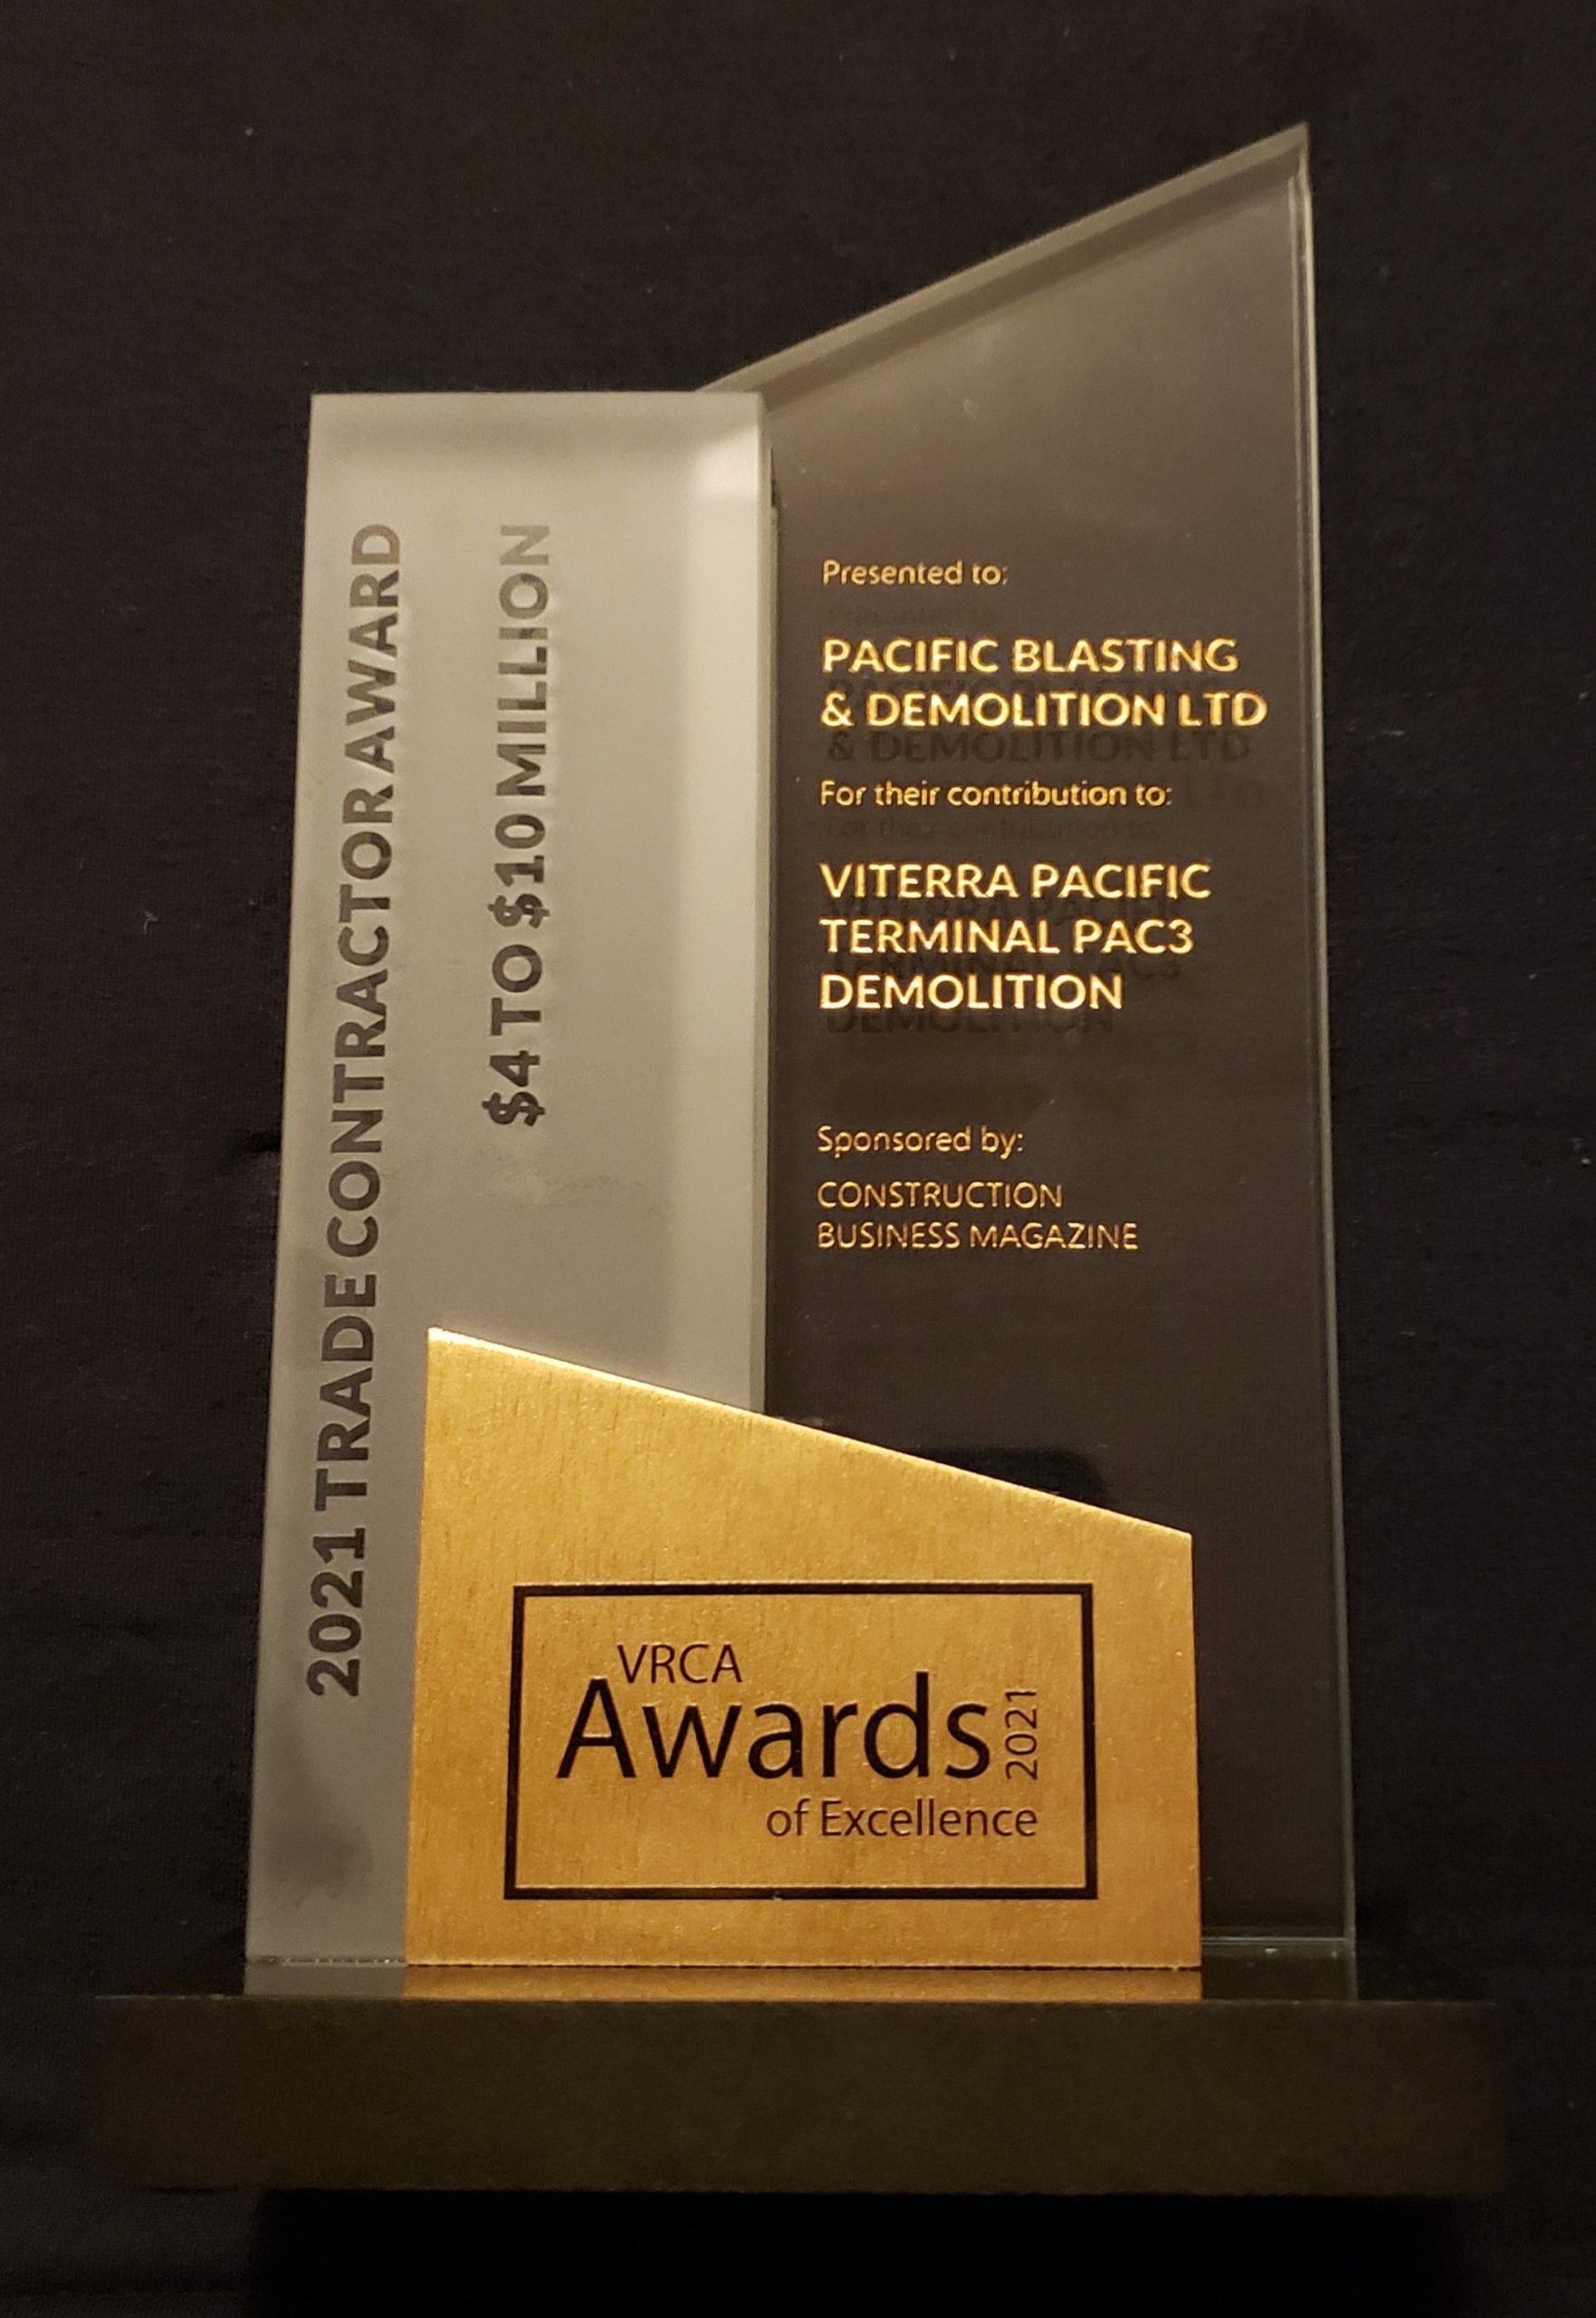 2021 TRADE CONTRACTOR AWARD
$4 TO $10 MILLION
Presented to:
PACIFIC BLASTING
& DEMOLITION LTD
For their contribution to:
VITERRA PACIFIC
TERMINAL PAC3
DEMOLITION
Sponsored by:
CONSTRUCTION
BUSINESS MAGAZINE
VRCA
Awards 2021
of Excellence